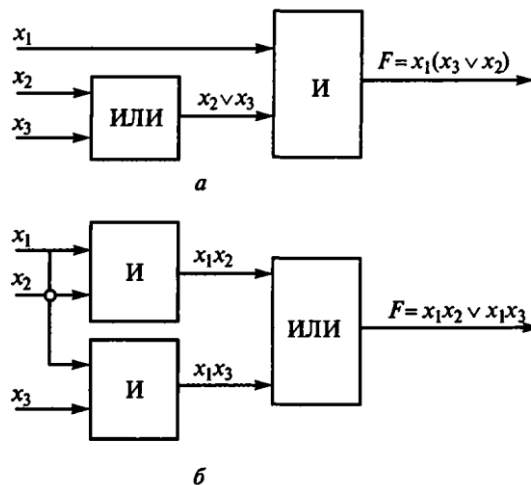 x₁
x₂
x₃
ИЛИ
x₂∨x₃
И
F=x₁(x₃∨x₂)
а
x₁
x₂
x₃
И
x₁x₂
И
x₁x₃
ИЛИ
F=x₁x₂∨x₁x₃
б